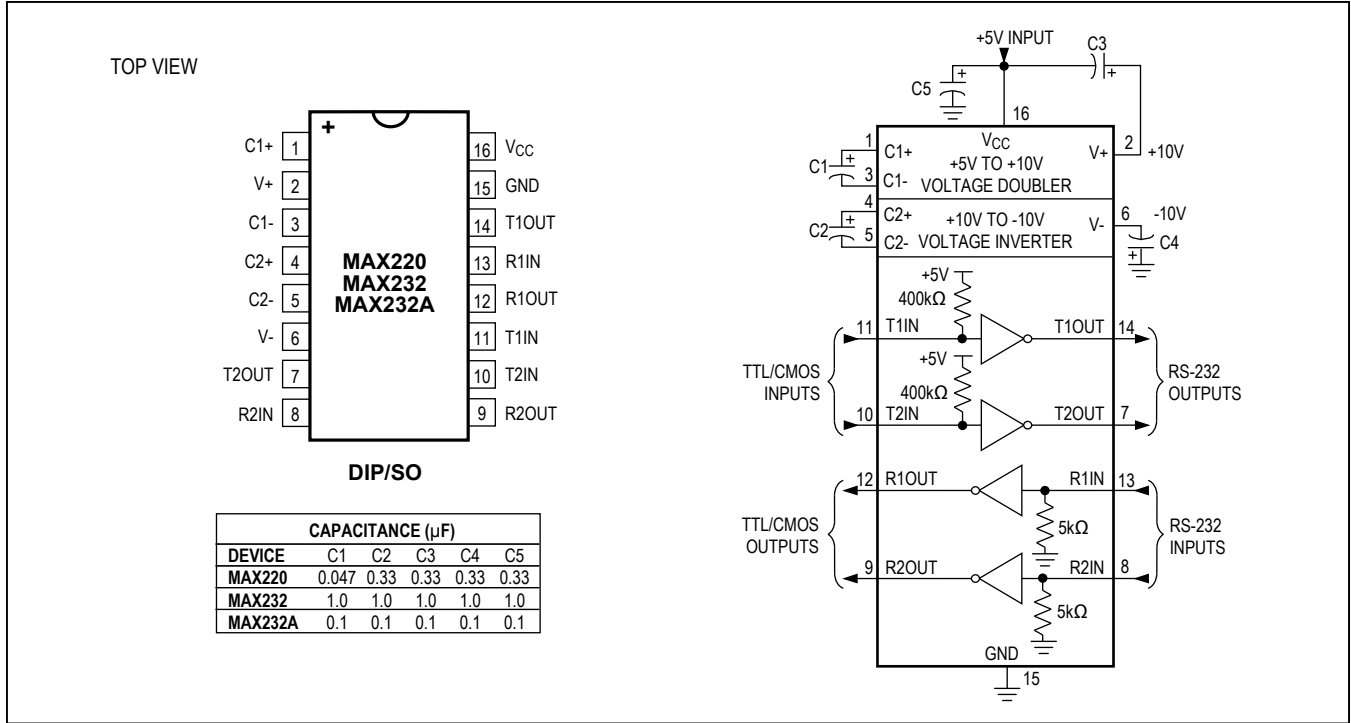 TOP VIEW
+
C1+ 1
V+ 2
C1- 3
C2+ 4
C2- 5
V- 6
T2OUT 7
R2IN 8
MAX220
MAX232
MAX232A
16 VCC
15 GND
14 T1OUT
13 R1IN
12 R1OUT
11 T1IN
10 T2IN
9 R2OUT
DIP/SO
CAPACITANCE (μF)
DEVICE C1 C2 C3 C4 C5
MAX220 0.047 0.33 0.33 0.33 0.33
MAX232 1.0 1.0 1.0 1.0 1.0
MAX232A 0.1 0.1 0.1 0.1 0.1
+5V INPUT
C3
+
C5
+
16
VCC
1
C1+
C1
+
3
C1-
+5V TO +10V
VOLTAGE DOUBLER
V+
2
+10V
4
C2+
C2
+
5
C2-
+10V TO -10V
VOLTAGE INVERTER
V-
6
-10V
C4
+
+5V
400kΩ
11 T1IN
T1OUT 14
+5V
400kΩ
10 T2IN
T2OUT 7
TTL/CMOS
INPUTS
RS-232
OUTPUTS
12 R1OUT
R1IN 13
5kΩ
9 R2OUT
R2IN 8
5kΩ
TTL/CMOS
OUTPUTS
RS-232
INPUTS
GND
15